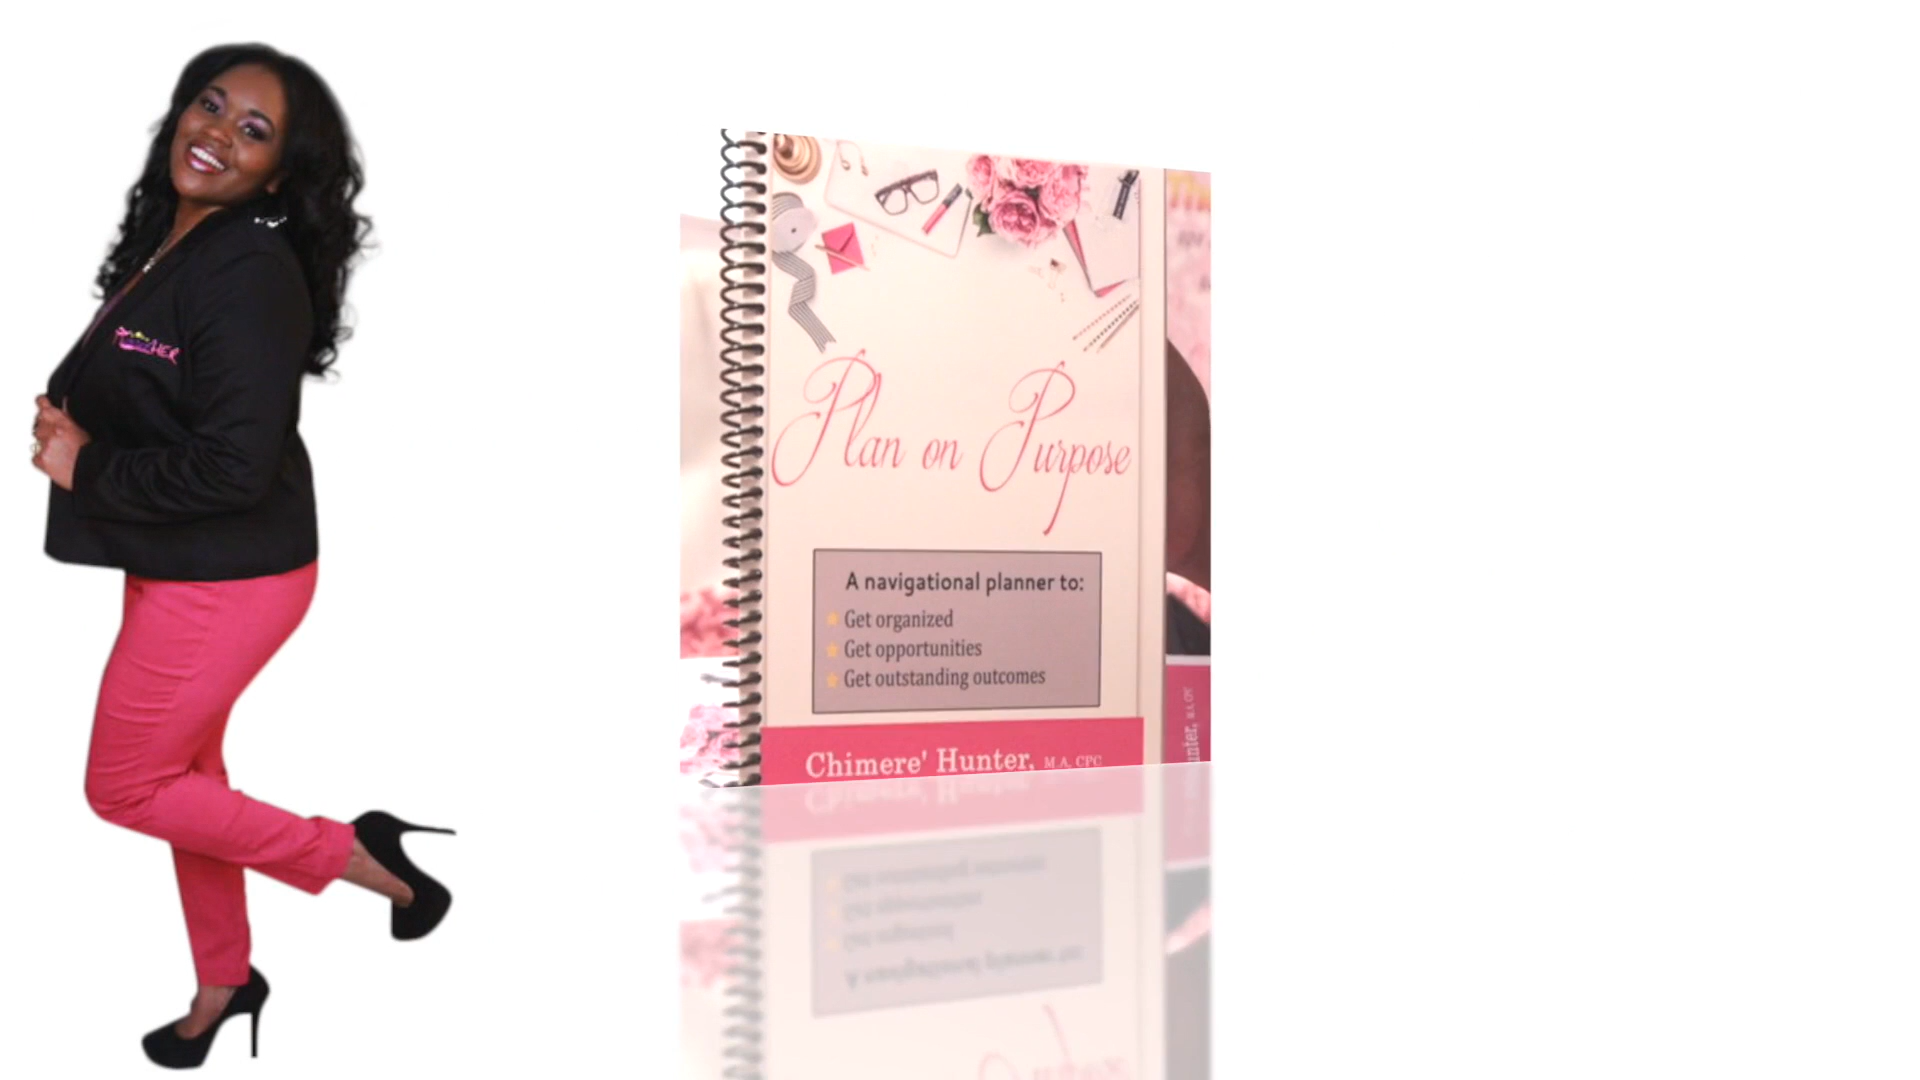 Plan on Purpose
A navigational planner to:
Get organized
Get opportunities
Get outstanding outcomes
Chimere' Hunter, M.A. CPC